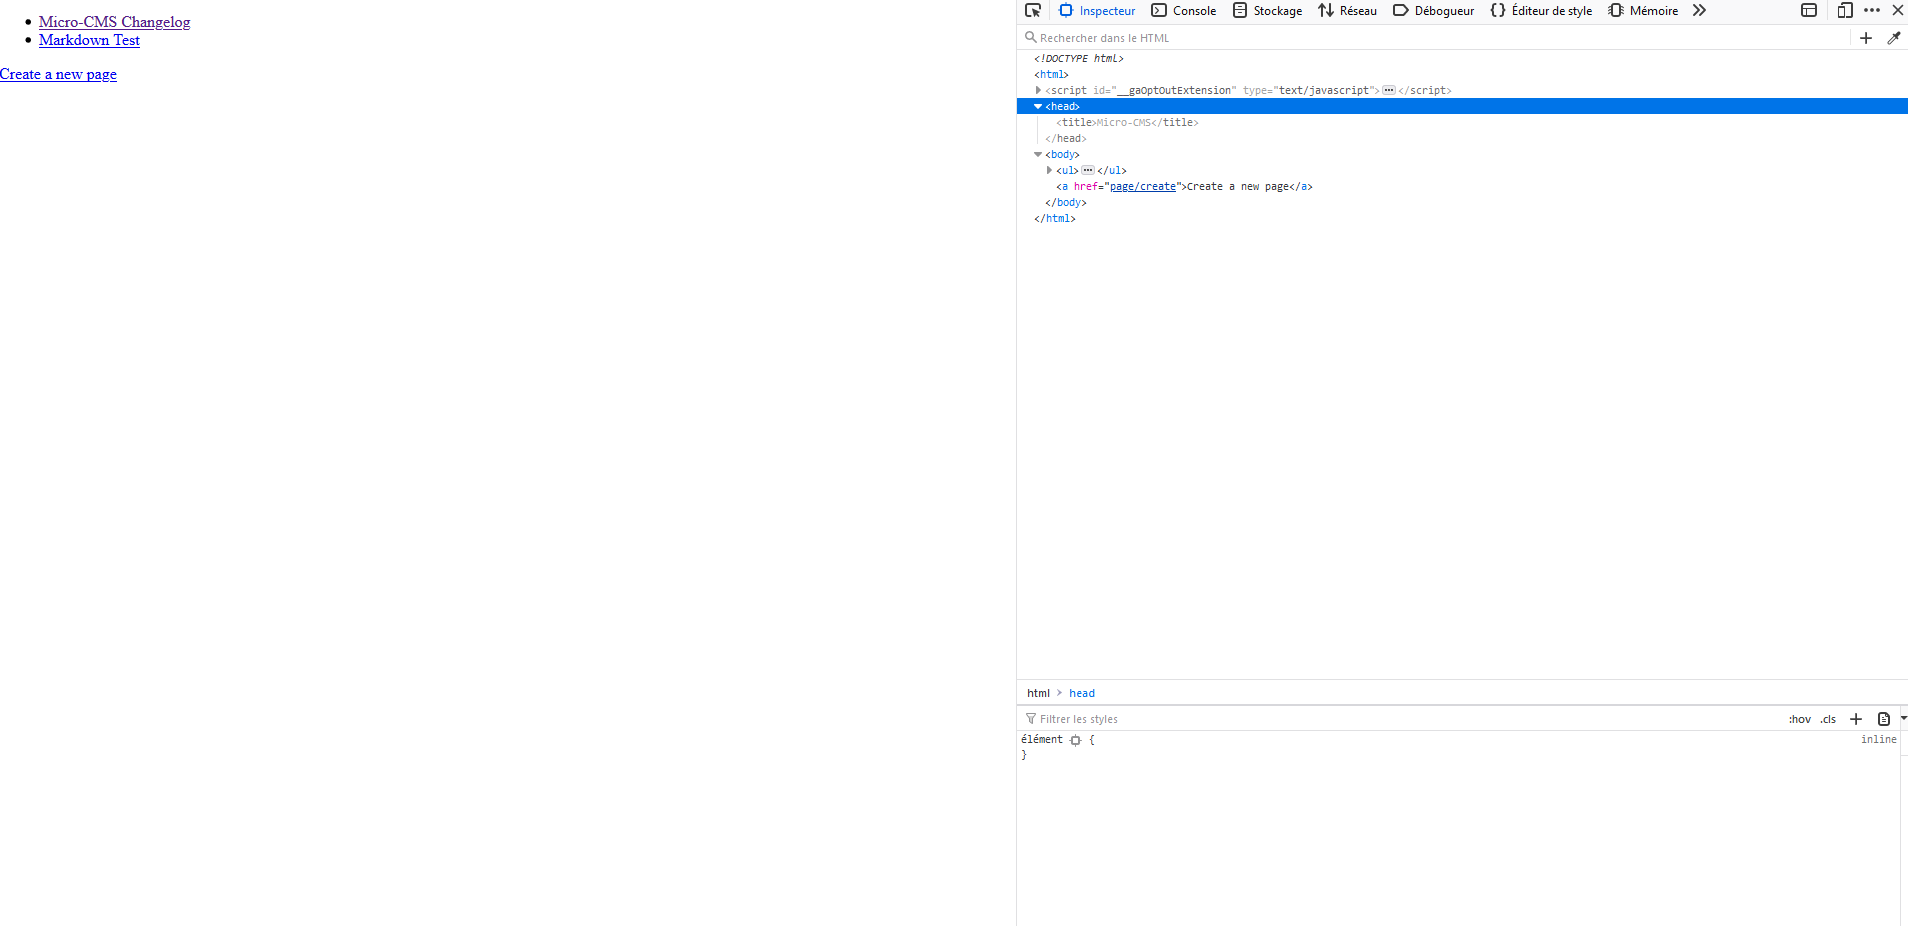 Micro-CMS Changelog
Markdown Test
Create a new page
Inspecteur Console Stockage Réseau Débogueur Éditeur de style Mémoire
Rechercher dans le HTML
<!DOCTYPE html>
<html>
<script id="__gaOptOutExtension" type="text/javascript">⋯</script>
<head>
<title>Micro-CMS</title>
</head>
<body>
<ul>⋯</ul>
<a href="page/create">Create a new page</a>
</body>
</html>
html > head
Filtrer les styles :hov .cls
élément { inline
}